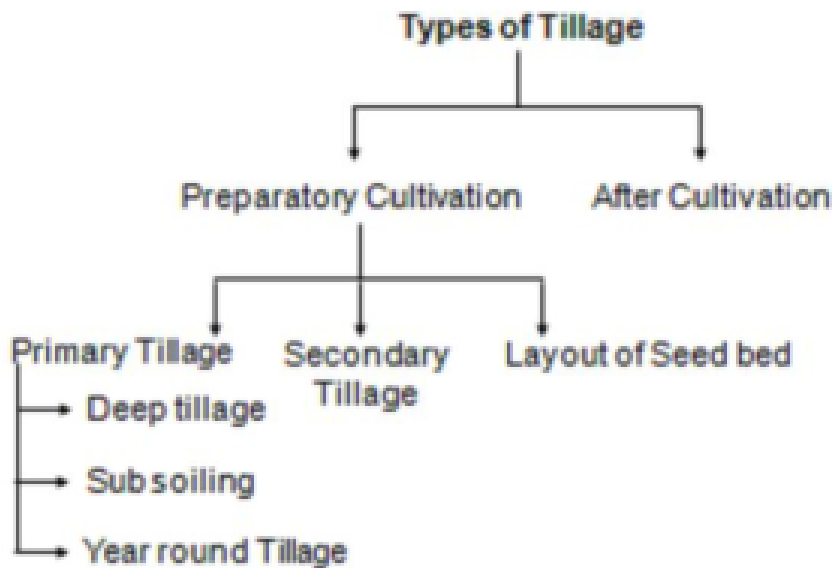 Types of Tillage
Preparatory Cultivation
After Cultivation
Primary Tillage
Secondary
Tillage
Layout of Seed bed
Deep tillage
Sub soiling
Year round Tillage